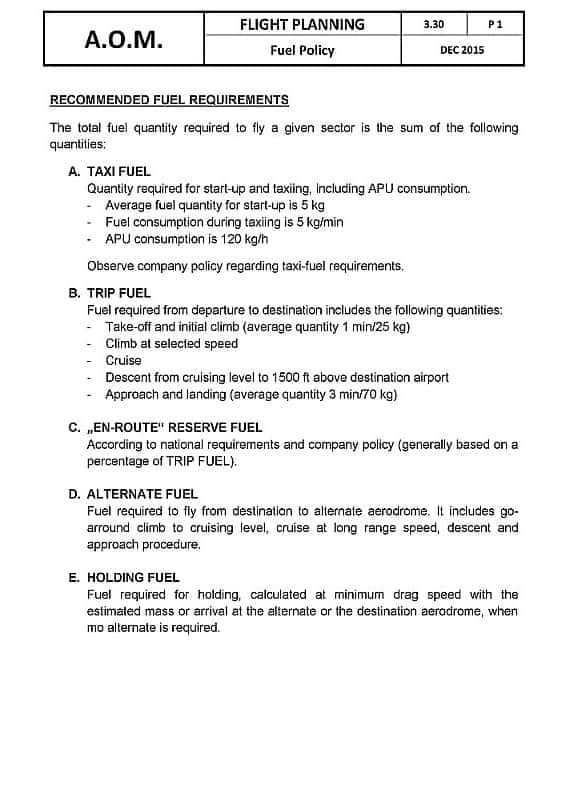 A.O.M.
FLIGHT PLANNING
3.30
P 1
Fuel Policy
DEC 2015
RECOMMENDED FUEL REQUIREMENTS
The total fuel quantity required to fly a given sector is the sum of the following
quantities:
A. TAXI FUEL
Quantity required for start-up and taxiing, including APU consumption.
- Average fuel quantity for start-up is 5 kg
- Fuel consumption during taxiing is 5 kg/min
- APU consumption is 120 kg/h
Observe company policy regarding taxi-fuel requirements.
B. TRIP FUEL
Fuel required from departure to destination includes the following quantities:
- Take-off and initial climb (average quantity 1 min/25 kg)
- Climb at selected speed
- Cruise
- Descent from cruising level to 1500 ft above destination airport
- Approach and landing (average quantity 3 min/70 kg)
C. „EN-ROUTE“ RESERVE FUEL
According to national requirements and company policy (generally based on a
percentage of TRIP FUEL).
D. ALTERNATE FUEL
Fuel required to fly from destination to alternate aerodrome. It includes go-
arround climb to cruising level, cruise at long range speed, descent and
approach procedure.
E. HOLDING FUEL
Fuel required for holding, calculated at minimum drag speed with the
estimated mass or arrival at the alternate or the destination aerodrome, when
mo alternate is required.